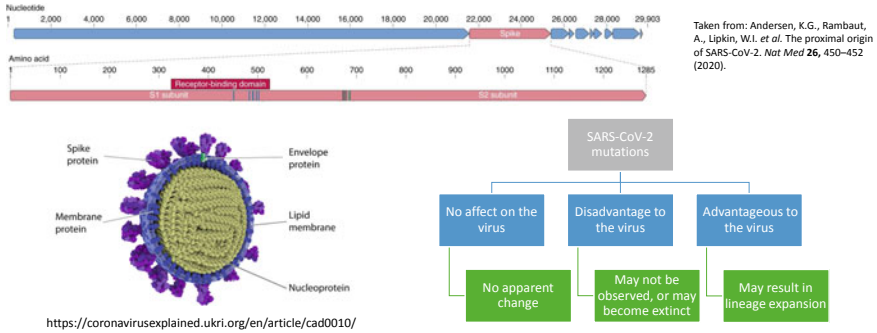 Nucleotide
1 2,000 4,000 6,000 8,000 10,000 12,000 14,000 16,000 18,000 20,000 22,000 24,000 26,000 28,000 29,903
Spike
Amino acid
1 100 200 300 400 500 600 700 800 900 1000 1100 1200 1285
Receptor-binding domain
S1 subunit S2 subunit
Taken from: Andersen, K.G., Rambaut,
A., Lipkin, W.I. et al. The proximal origin
of SARS-CoV-2. Nat Med 26, 450–452
(2020).
Spike
protein
Membrane
protein
Envelope
protein
Lipid
membrane
Nucleoprotein
https://coronavirusexplained.ukri.org/en/article/cad0010/
SARS-CoV-2
mutations
No affect on the
virus
Disadvantage to
the virus
Advantageous to
the virus
No apparent
change
May not be
observed, or may
become extinct
May result in
lineage expansion